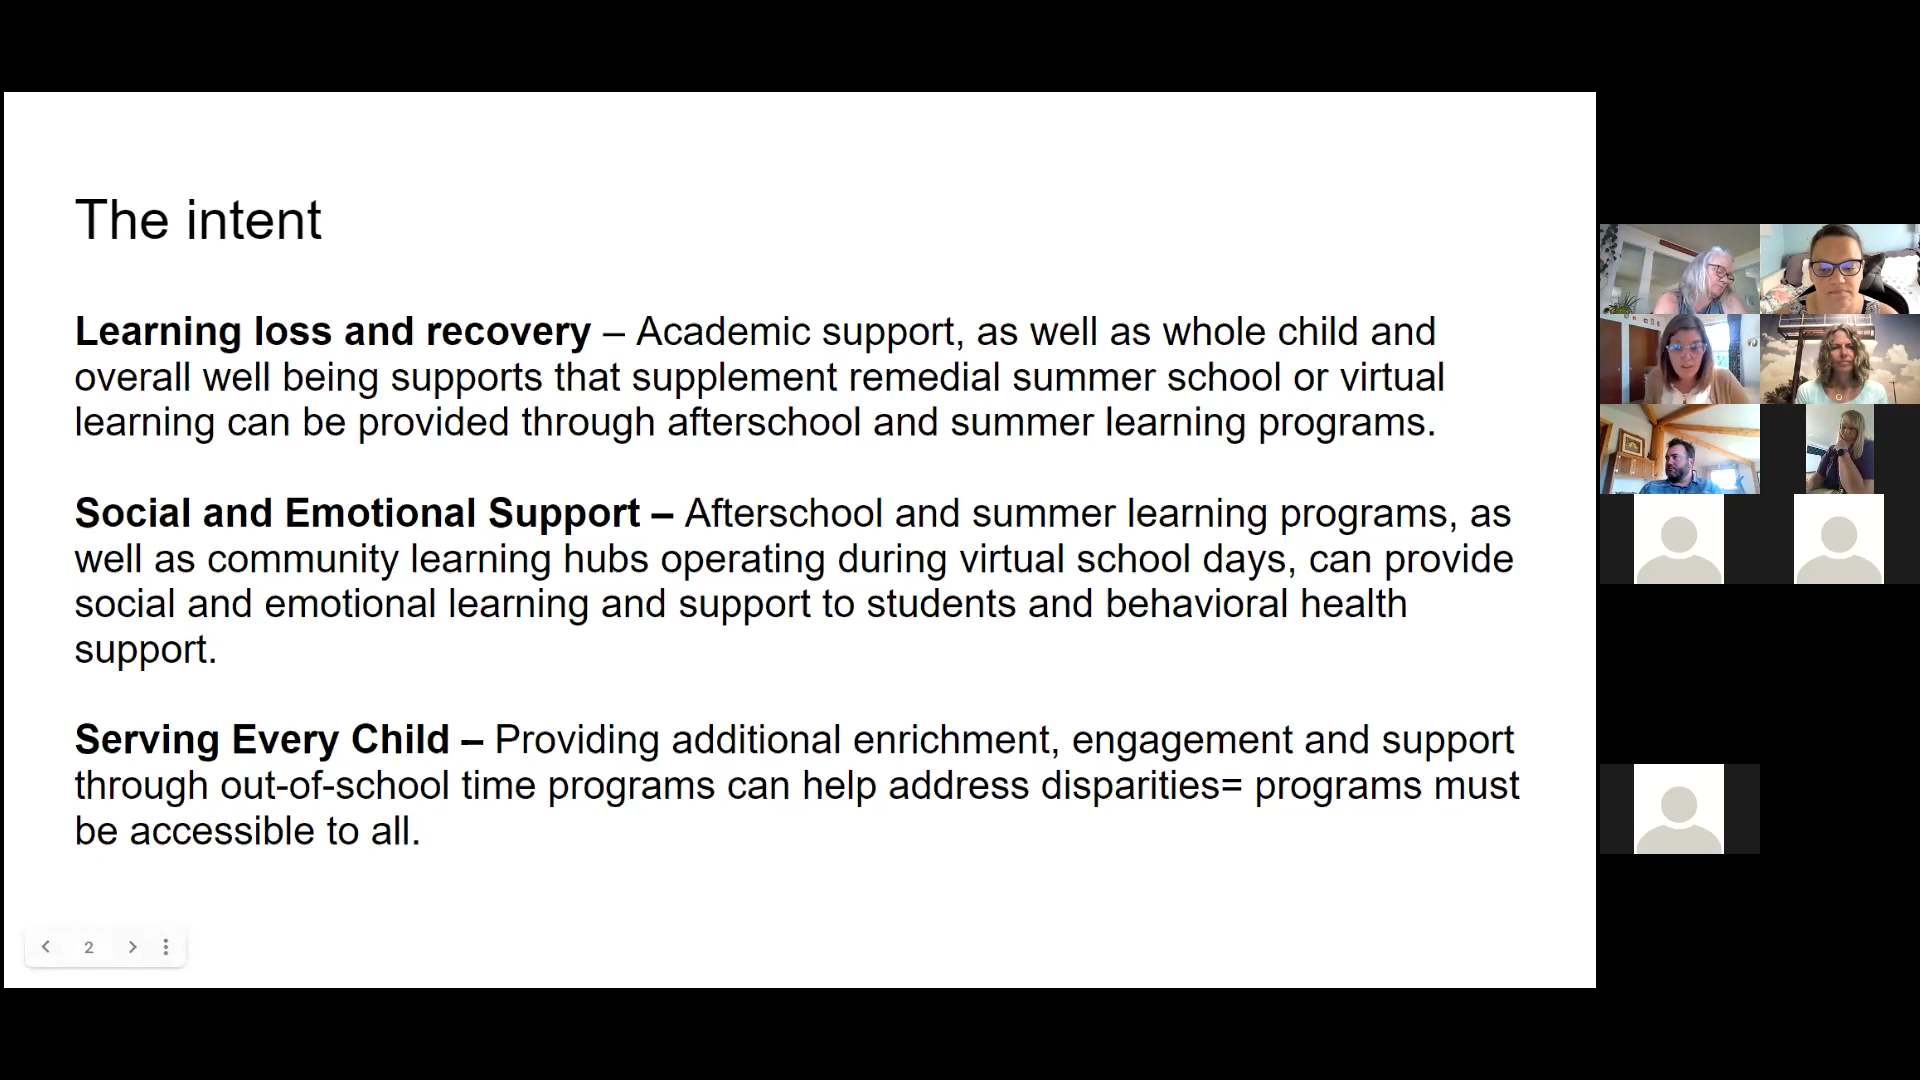 The intent
Learning loss and recovery – Academic support, as well as whole child and
overall well being supports that supplement remedial summer school or virtual
learning can be provided through afterschool and summer learning programs.
Social and Emotional Support – Afterschool and summer learning programs, as
well as community learning hubs operating during virtual school days, can provide
social and emotional learning and support to students and behavioral health
support.
Serving Every Child – Providing additional enrichment, engagement and support
through out-of-school time programs can help address disparities= programs must
be accessible to all.
2